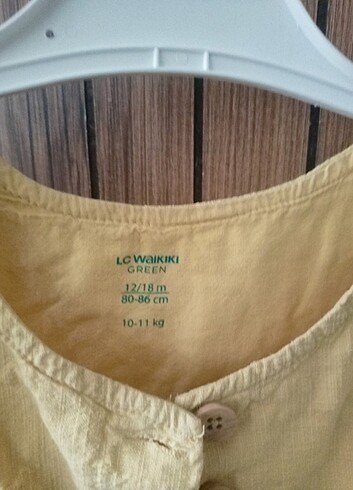 LC WAIKIKI
GREEN
12/18 m
80-86 cm
10-11 kg